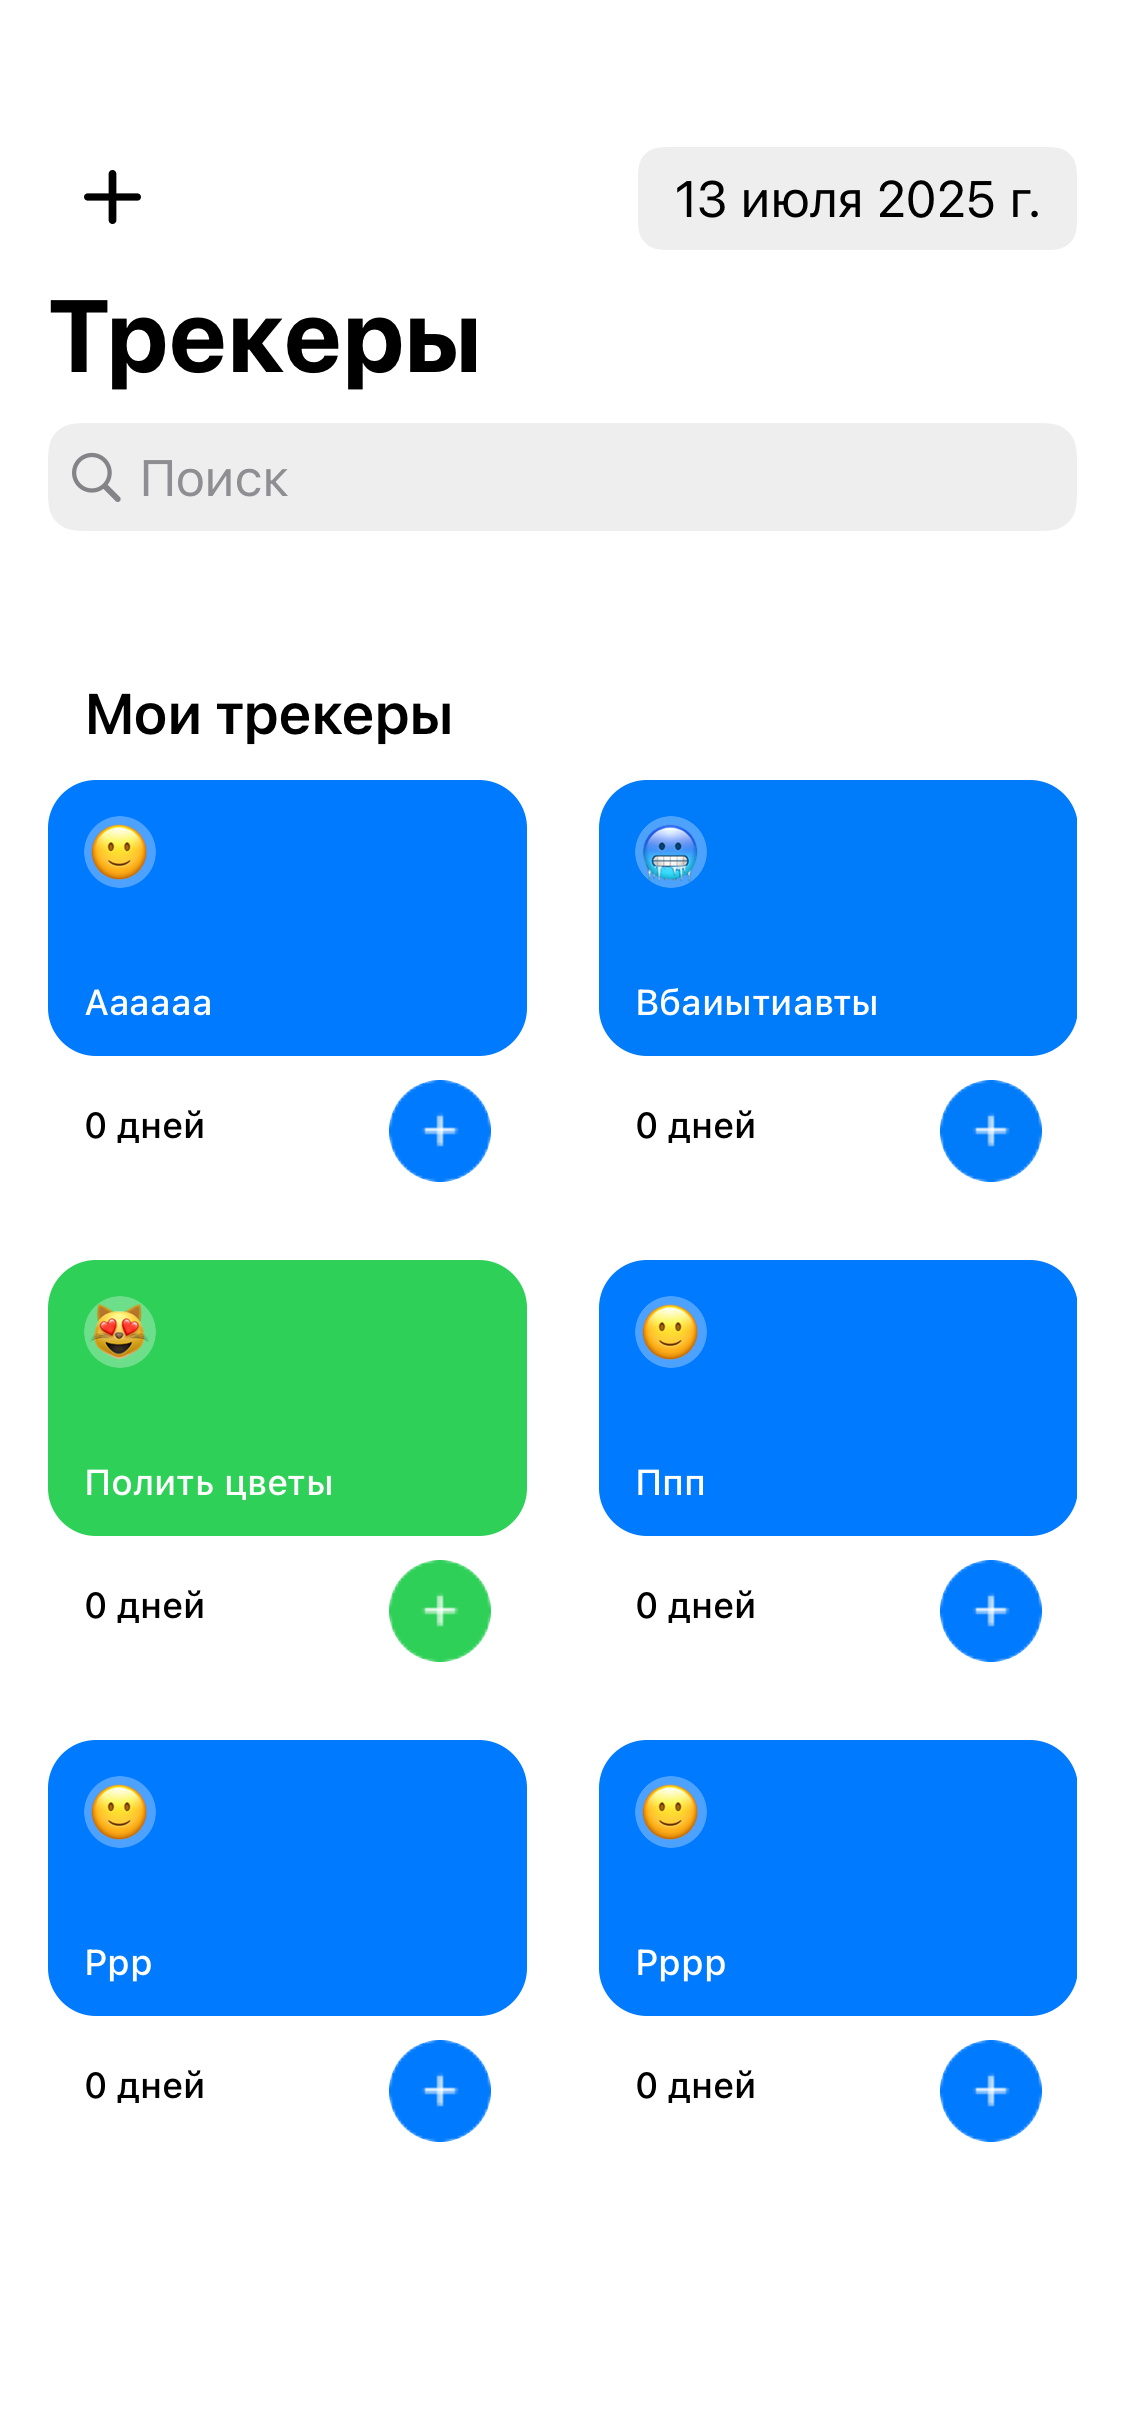 13 июля 2025 г.
Трекеры
Поиск
Мои трекеры
Аааааа
Вбаиытиавты
0 дней
0 дней
Полить цветы
Ппп
0 дней
0 дней
Ррр
Рррр
0 дней
0 дней